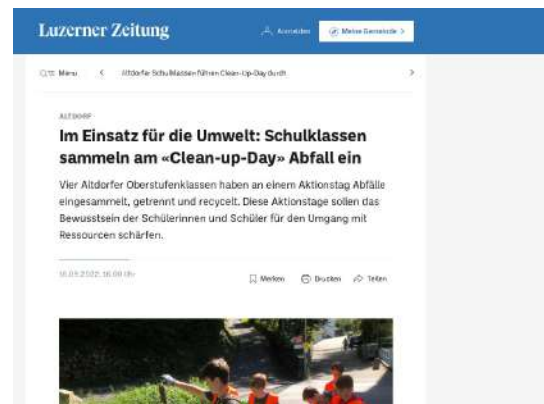 Luzerner Zeitung
Anmelden
Meine Gemeinde >
Menu < Altdorfer Schulklassen führen Clean-Up-Day durch >
ALTDORF
Im Einsatz für die Umwelt: Schulklassen
sammeln am «Clean-up-Day» Abfall ein
Vier Altdorfer Oberstufenklassen haben an einem Aktionstag Abfälle
eingesammelt, getrennt und recycelt. Diese Aktionstage sollen das
Bewusstsein der Schülerinnen und Schüler für den Umgang mit
Ressourcen schärfen.
Merken Drucken Teilen